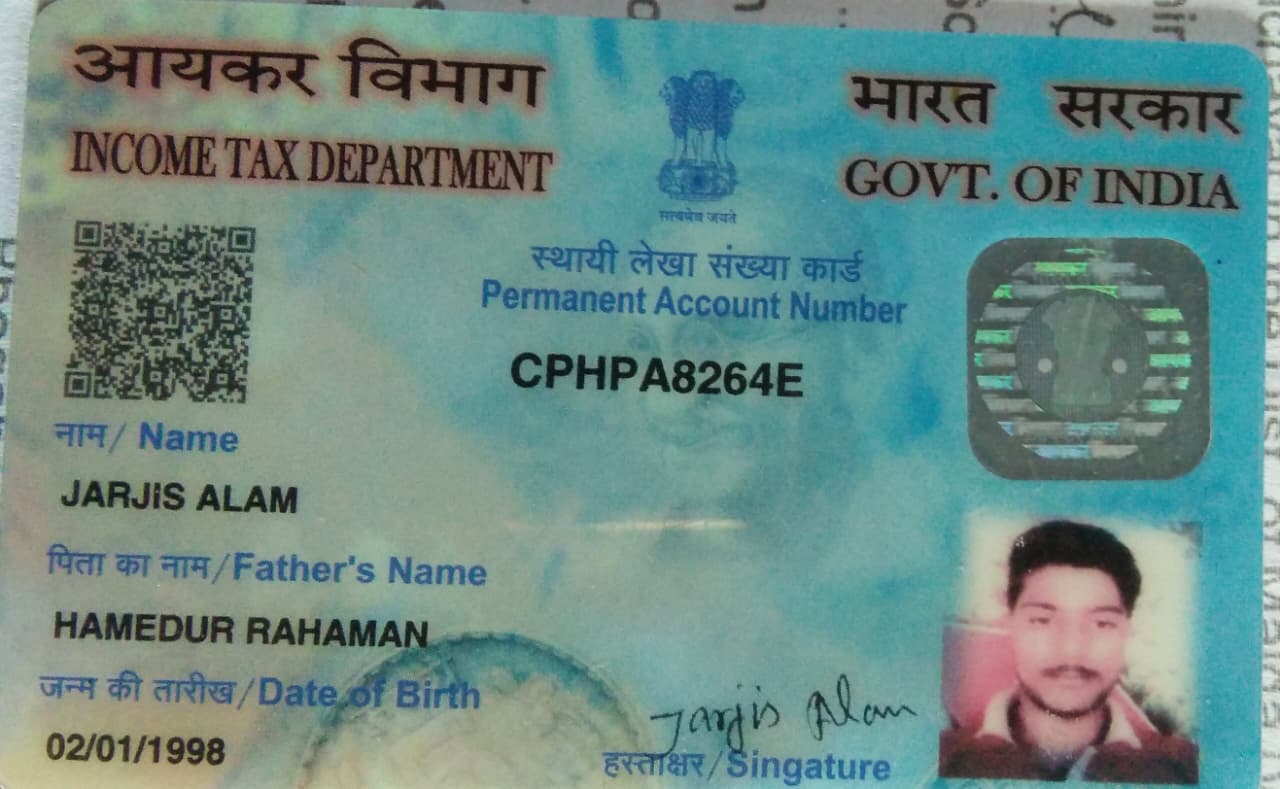 आयकर विभाग
INCOME TAX DEPARTMENT
भारत सरकार
GOVT. OF INDIA
सत्यमेव जयते
स्थायी लेखा संख्या कार्ड
Permanent Account Number
CPHPA8264E
नाम/ Name
JARJIS ALAM
पिता का नाम/Father's Name
HAMEDUR RAHAMAN
जन्म की तारीख/Date of Birth
02/01/1998
Jarjis Alam
हस्ताक्षर/Singature